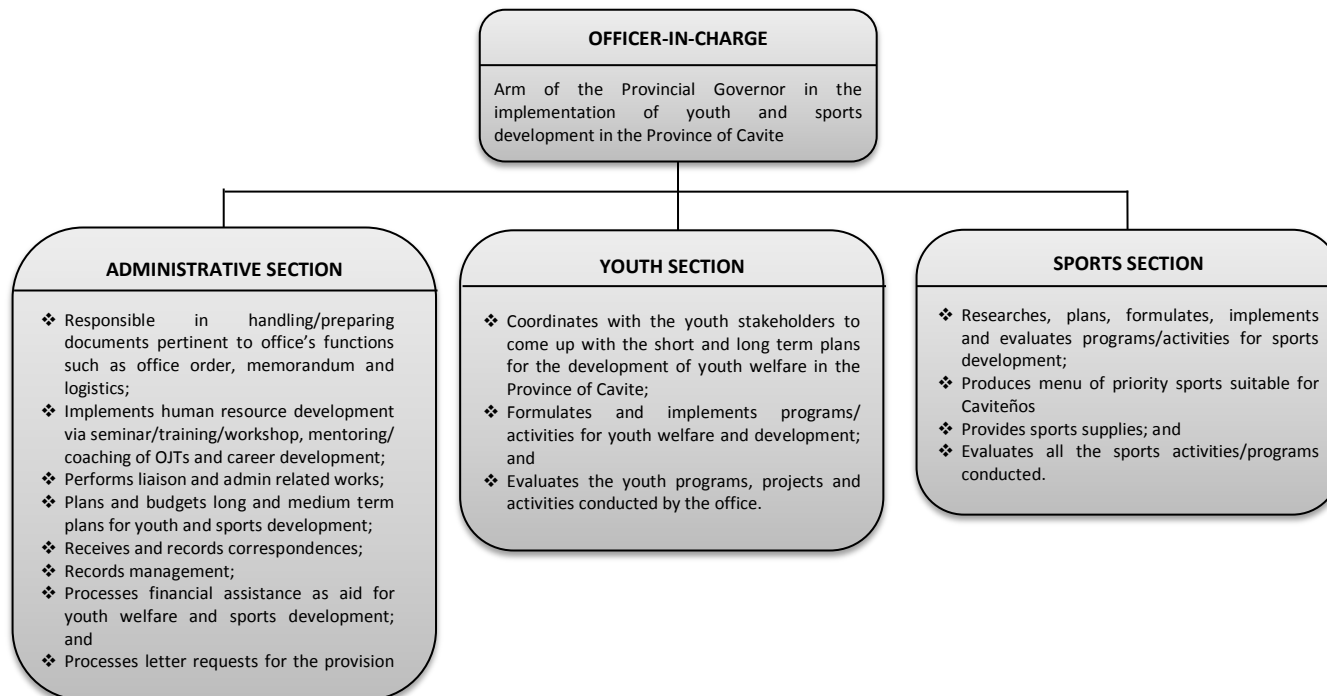 OFFICER-IN-CHARGE
Arm of the Provincial Governor in the
implementation of youth and sports
development in the Province of Cavite
ADMINISTRATIVE SECTION
❖ Responsible in handling/preparing
documents pertinent to office's functions
such as office order, memorandum and
logistics;
❖ Implements human resource development
via seminar/training/workshop, mentoring/
coaching of OJTs and career development;
❖ Performs liaison and admin related works;
❖ Plans and budgets long and medium term
plans for youth and sports development;
❖ Receives and records correspondences;
❖ Records management;
❖ Processes financial assistance as aid for
youth welfare and sports development;
and
❖ Processes letter requests for the provision
YOUTH SECTION
❖ Coordinates with the youth stakeholders to
come up with the short and long term plans
for the development of youth welfare in the
Province of Cavite;
❖ Formulates and implements programs/
activities for youth welfare and development;
and
❖ Evaluates the youth programs, projects and
activities conducted by the office.
SPORTS SECTION
❖ Researches, plans, formulates, implements
and evaluates programs/activities for sports
development;
❖ Produces menu of priority sports suitable for
Caviteños
❖ Provides sports supplies; and
❖ Evaluates all the sports activities/programs
conducted.